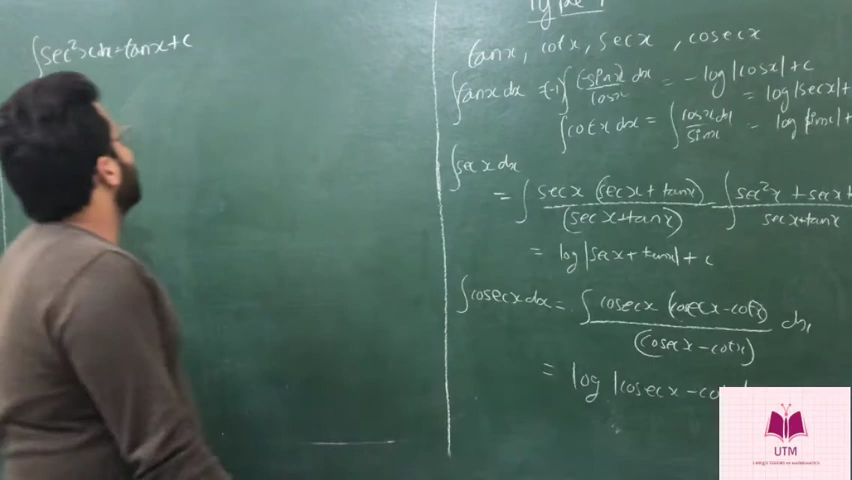 ∫sec²x dx = tanx + c
Type 1
tanx, cotx, secx, cosecx
∫tanx dx = (-1)∫(-sinx)/cosx dx = -log|cosx| + c
= log|secx| +
∫cotx dx = ∫cosx dx/sinx = log|sinx| +
∫secx dx
= ∫secx (secx + tanx)/(secx + tanx) = ∫sec²x + secx t/secx + tanx
= log|secx + tanx| + c
∫cosecx dx = ∫cosecx (cosecx - cotx)/(cosecx - cotx) dx
= log|cosecx - cot
UTM